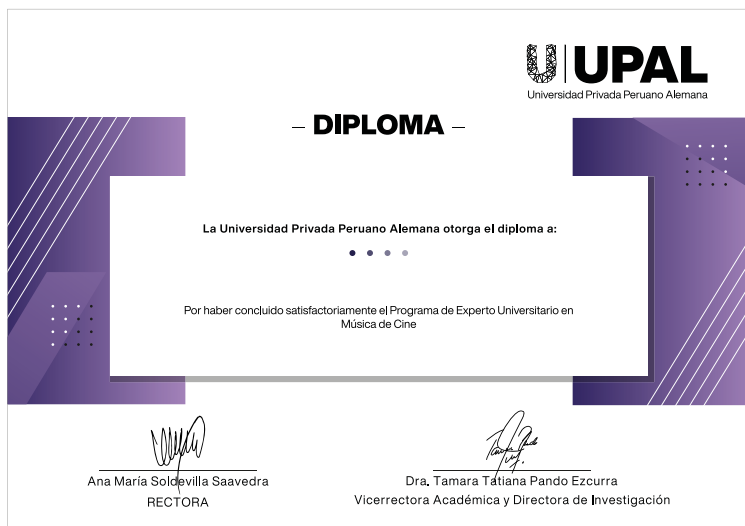 UPAL
Universidad Privada Peruano Alemana
– DIPLOMA –
La Universidad Privada Peruano Alemana otorga el diploma a:
Por haber concluido satisfactoriamente el Programa de Experto Universitario en
Música de Cine
Ana María Soldevilla Saavedra
RECTORA
Dra. Tamara Tatiana Pando Ezcurra
Vicerrectora Académica y Directora de Investigación